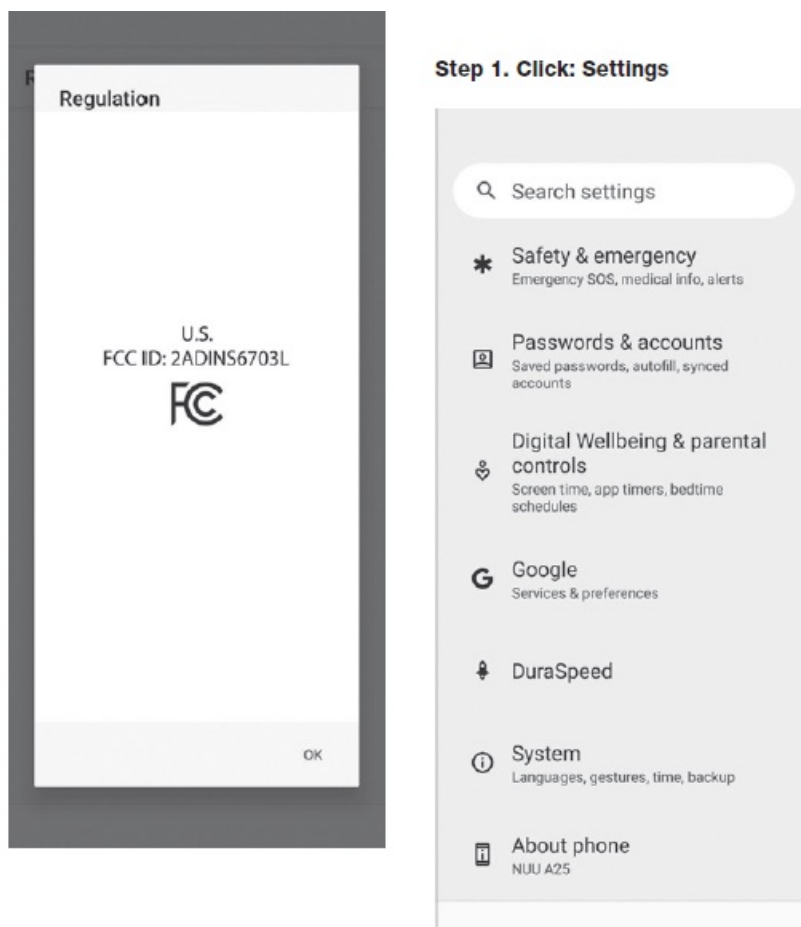 Regulation
U.S.
FCC ID: 2ADINS6703L
FC
OK
Step 1. Click: Settings
Search settings
Safety & emergency
Emergency SOS, medical info, alerts
Passwords & accounts
Saved passwords, autofill, synced
accounts
Digital Wellbeing & parental
controls
Screen time, app timers, bedtime
schedules
G
Google
Services & preferences
DuraSpeed
System
Languages, gestures, time, backup
About phone
NUU A25